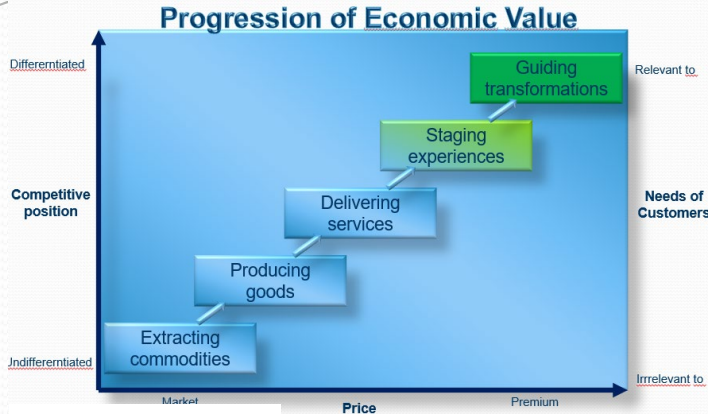 Progression of Economic Value
Differerntiated
Relevant to
Guiding
transformations
Staging
experiences
Competitive
position
Needs of
Customers
Delivering
services
Producing
goods
Extracting
commodities
Undiffererntiated
Irrrelevant to
Market
Price
Premium